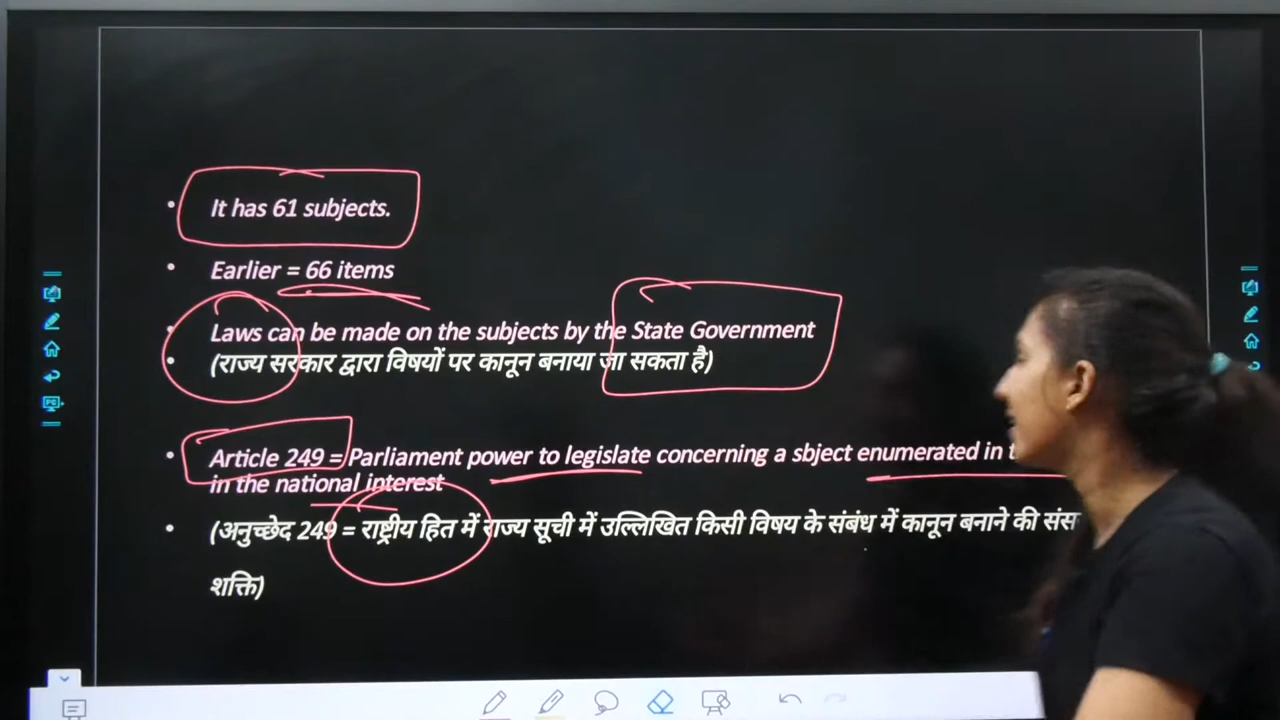 It has 61 subjects.
Earlier = 66 items
Laws can be made on the subjects by the State Government
(राज्य सरकार द्वारा विषयों पर कानून बनाया जा सकता है)
Article 249 = Parliament power to legislate concerning a sbject enumerated in
in the national interest
(अनुच्छेद 249 = राष्ट्रीय हित में राज्य सूची में उल्लिखित किसी विषय के संबंध में कानून बनाने की
शक्ति)